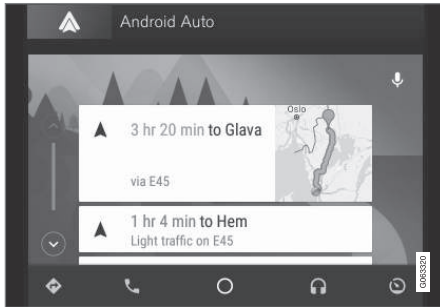 Android Auto
3 hr 20 min to Glava
via E45
Oslo
1 hr 4 min to Hem
Light traffic on E45
G063320